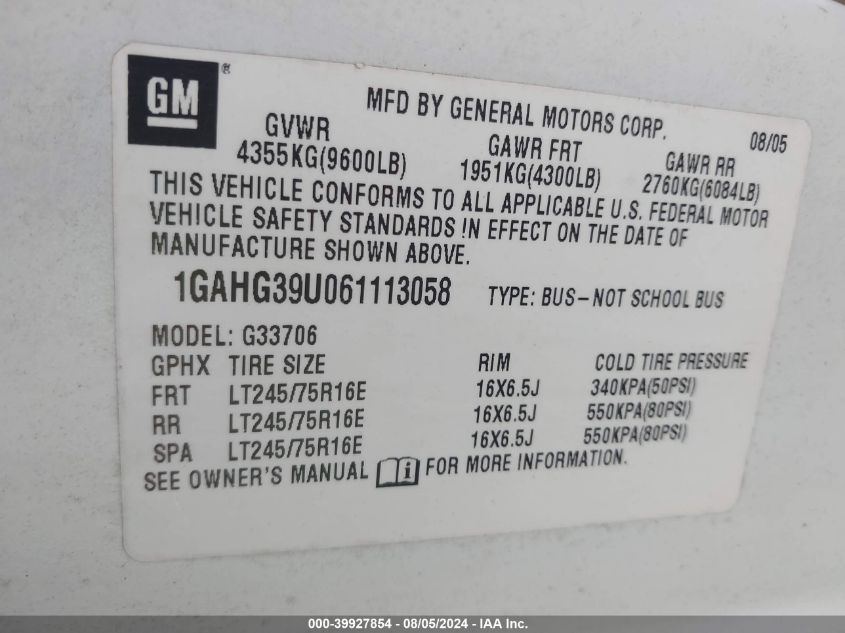 GM ®
MFD BY GENERAL MOTORS CORP. 08/05
GVWR GAWR FRT GAWR RR
4355KG(9600LB) 1951KG(4300LB) 2760KG(6084LB)
THIS VEHICLE CONFORMS TO ALL APPLICABLE U.S. FEDERAL MOTOR
VEHICLE SAFETY STANDARDS IN EFFECT ON THE DATE OF
MANUFACTURE SHOWN ABOVE.
1GAHG39U061113058 TYPE: BUS-NOT SCHOOL BUS
MODEL: G33706
GPHX TIRE SIZE RIM COLD TIRE PRESSURE
FRT LT245/75R16E 16X6.5J 340KPA(50PSI)
RR LT245/75R16E 16X6.5J 550KPA(80PSI)
SPA LT245/75R16E 16X6.5J 550KPA(80PSI)
SEE OWNER'S MANUAL i FOR MORE INFORMATION.
000-39927854 - 08/05/2024 - IAA Inc.